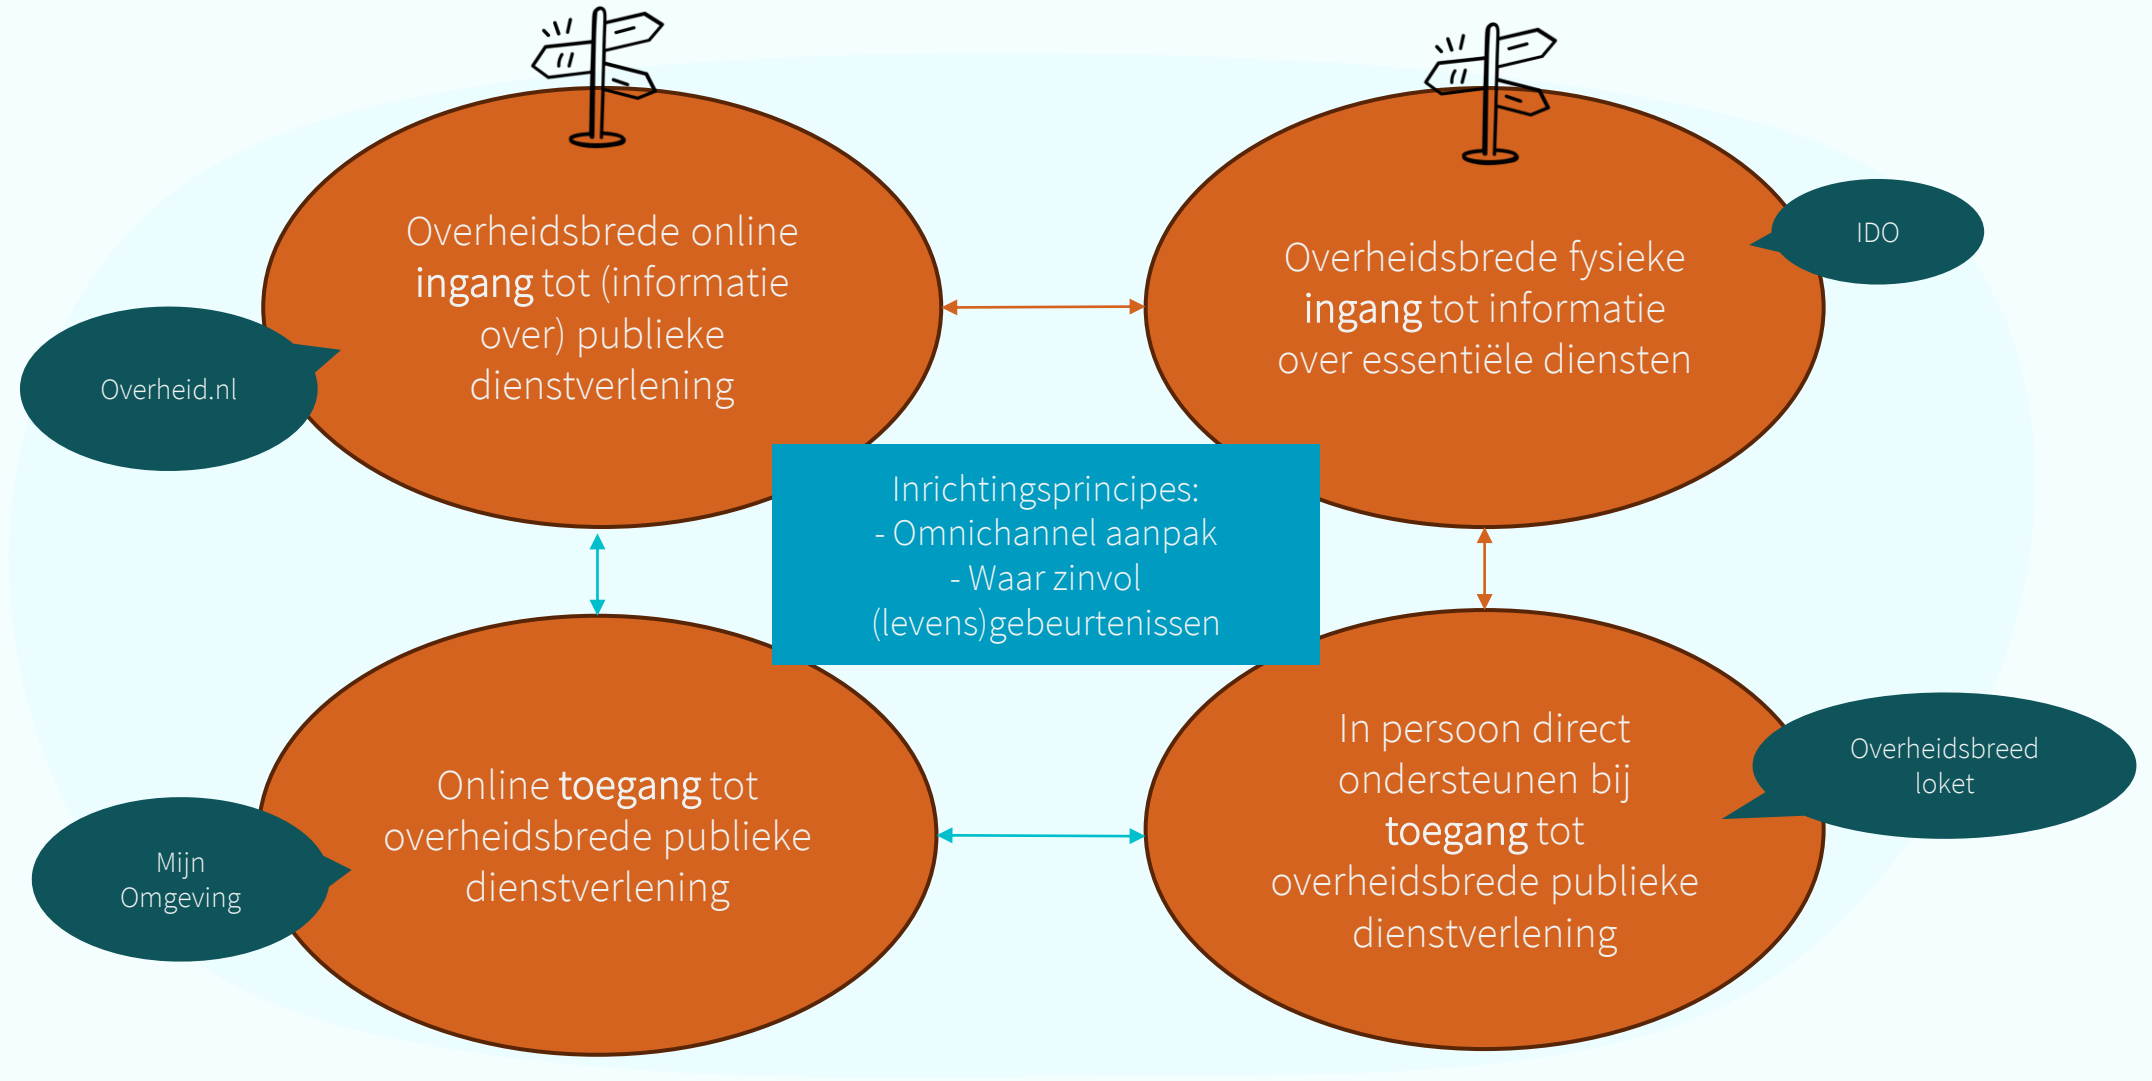 Overheidsbrede online
ingang tot (informatie
over) publieke
dienstverlening
Overheidsbrede fysieke
ingang tot informatie
over essentiële diensten
IDO
Overheid.nl
Inrichtingsprincipes:
- Omnichannel aanpak
- Waar zinvol
(levens)gebeurtenissen
Online toegang tot
overheidsbrede publieke
dienstverlening
Mijn
Omgeving
In persoon direct
ondersteunen bij
toegang tot
overheidsbrede publieke
dienstverlening
Overheidsbreed
loket